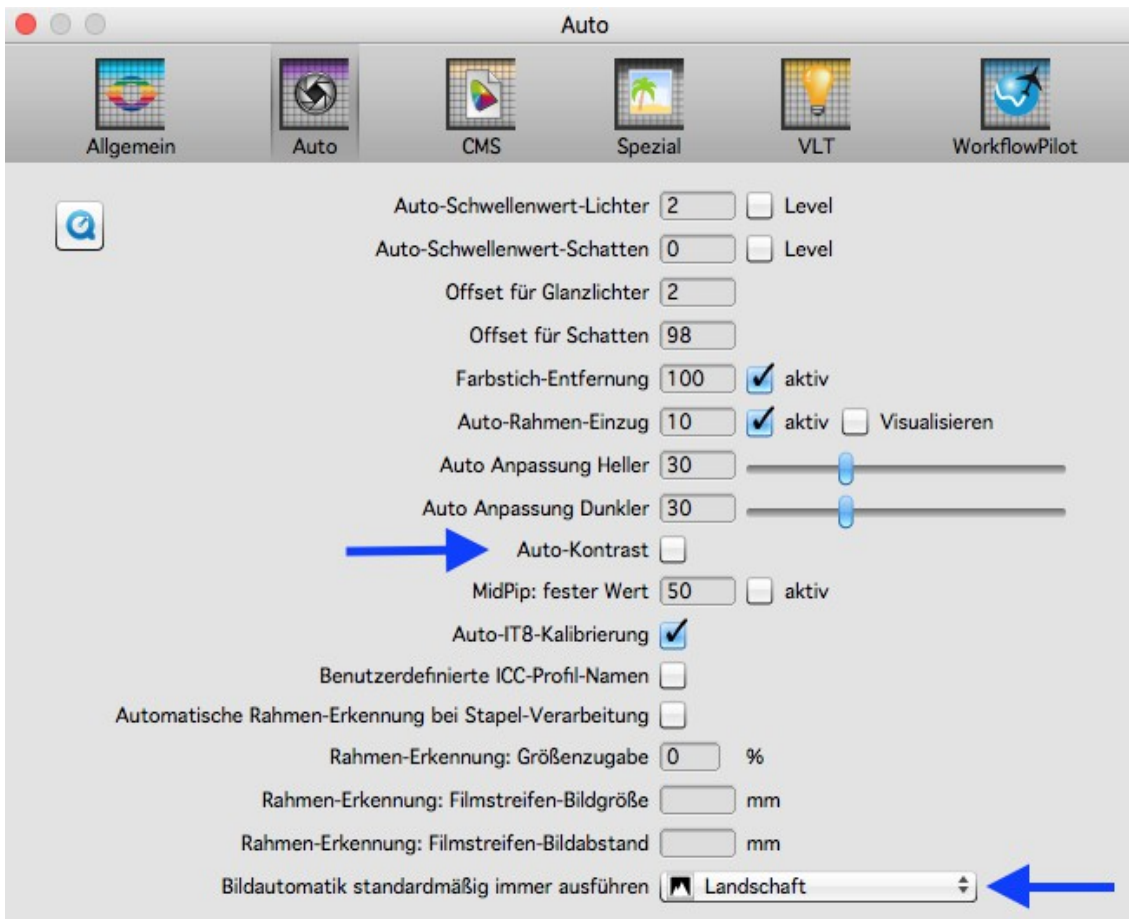 Auto
Allgemein Auto CMS Spezial VLT WorkflowPilot
Auto-Schwellenwert-Lichter 2 Level
Auto-Schwellenwert-Schatten 0 Level
Offset für Glanzlichter 2
Offset für Schatten 98
Farbstich-Entfernung 100 aktiv
Auto-Rahmen-Einzug 10 aktiv Visualisieren
Auto Anpassung Heller 30
Auto Anpassung Dunkler 30
Auto-Kontrast
MidPip: fester Wert 50 aktiv
Auto-IT8-Kalibrierung
Benutzerdefinierte ICC-Profil-Namen
Automatische Rahmen-Erkennung bei Stapel-Verarbeitung
Rahmen-Erkennung: Größenzugabe 0 %
Rahmen-Erkennung: Filmstreifen-Bildgröße mm
Rahmen-Erkennung: Filmstreifen-Bildabstand mm
Bildautomatik standardmäßig immer ausführen Landschaft